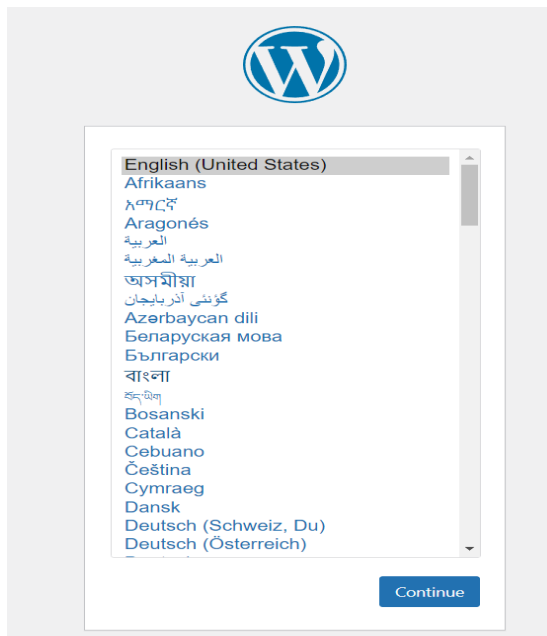 English (United States)
Afrikaans
አማርኛ
Aragonés
العربية
العربية المغربية
অসমীয়া
گؤنئی آذربایجان
Azərbaycan dili
Беларуская мова
Български
বাংলা
བོད་ཡིག
Bosanski
Català
Cebuano
Čeština
Cymraeg
Dansk
Deutsch (Schweiz, Du)
Deutsch (Österreich)
Continue